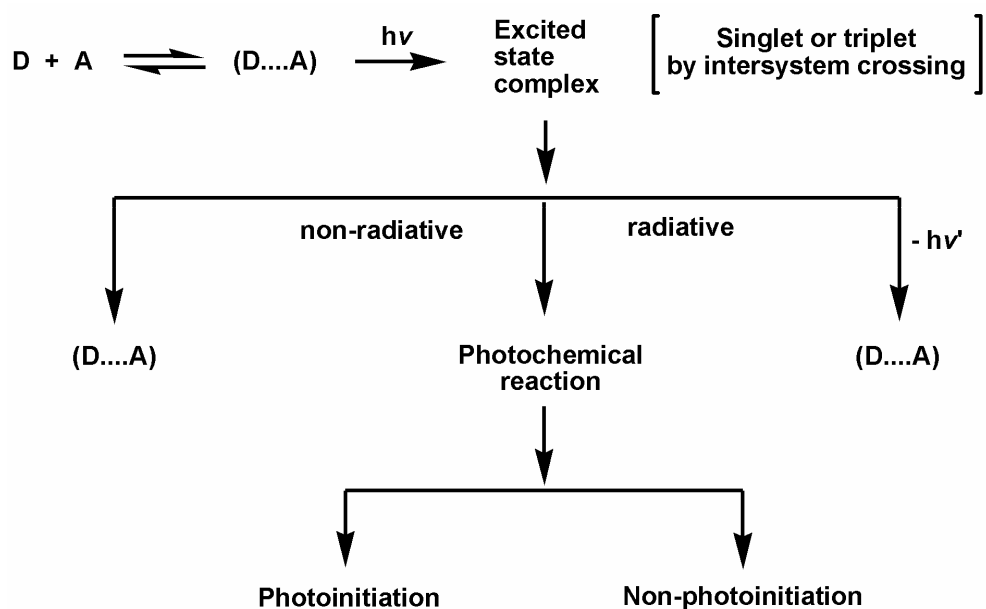 D + A ⇌ (D....A) hν → Excited state complex
[Singlet or triplet by intersystem crossing]
non-radiative
radiative
- hν'
(D....A)
Photochemical
reaction
(D....A)
Photoinitiation
Non-photoinitiation